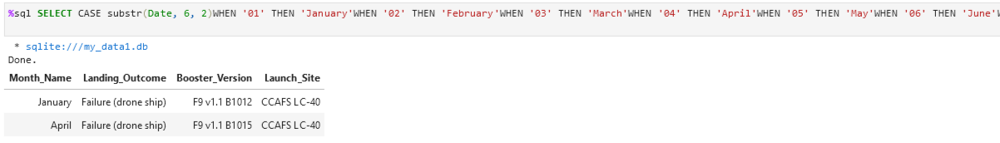 %sql SELECT CASE substr(Date, 6, 2)WHEN '01' THEN 'January'WHEN '02' THEN 'February'WHEN '03' THEN 'March'WHEN '04' THEN 'April'WHEN '05' THEN 'May'WHEN '06' THEN 'June'
* sqlite:///my_data1.db
Done.
Month_Name Landing_Outcome Booster_Version Launch_Site
January Failure (drone ship) F9 v1.1 B1012 CCAFS LC-40
April Failure (drone ship) F9 v1.1 B1015 CCAFS LC-40